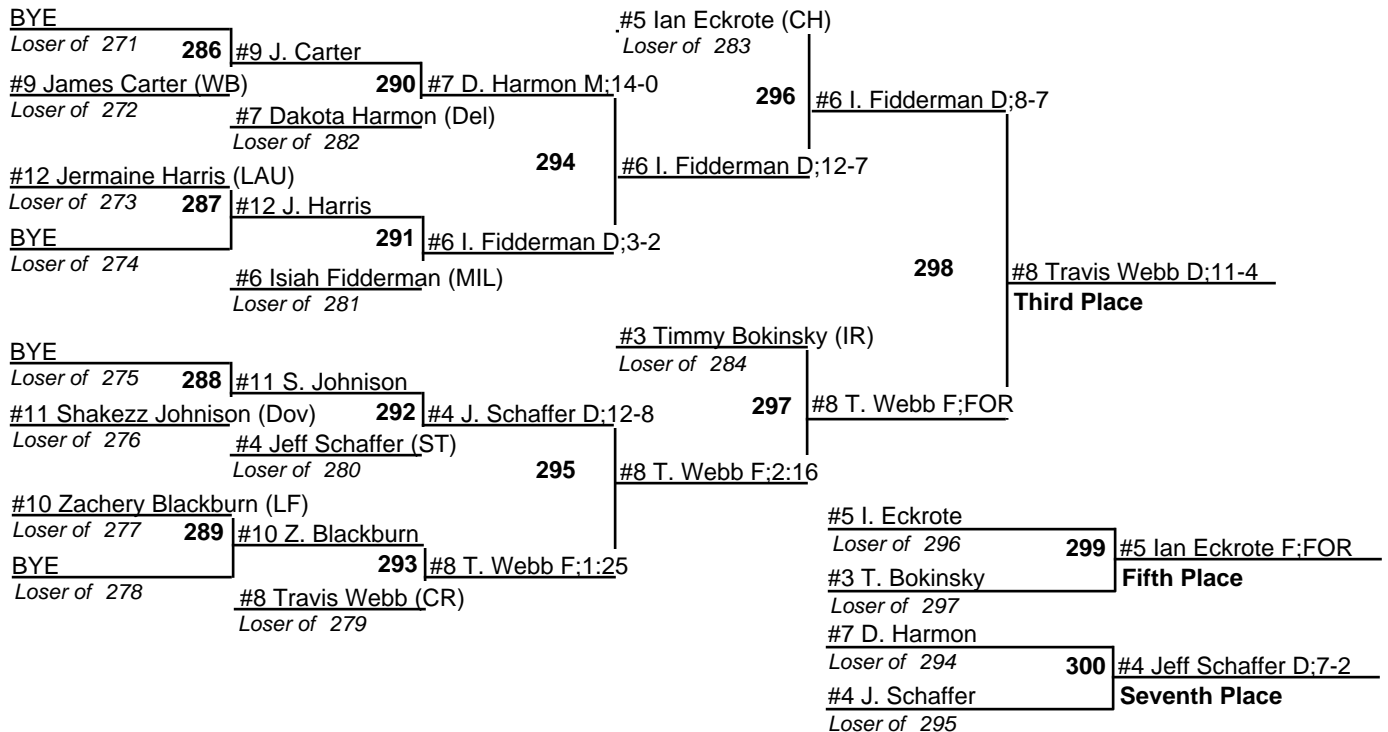 BYE
Loser of 271
286
#9 J. Carter
#9 James Carter (WB)
Loser of 272
290
#7 D. Harmon M;14-0
#7 Dakota Harmon (Del)
Loser of 282
#12 Jermaine Harris (LAU)
Loser of 273
287
#12 J. Harris
BYE
Loser of 274
291
#6 I. Fidderman D;3-2
#6 Isiah Fidderman (MIL)
Loser of 281
294
#6 I. Fidderman D;12-7
#5 Ian Eckrote (CH)
Loser of 283
296
#6 I. Fidderman D;8-7
BYE
Loser of 275
288
#11 S. Johnison
#11 Shakezz Johnison (Dov)
Loser of 276
292
#4 J. Schaffer D;12-8
#4 Jeff Schaffer (ST)
Loser of 280
#10 Zachery Blackburn (LF)
Loser of 277
289
#10 Z. Blackburn
BYE
Loser of 278
293
#8 T. Webb F;1:25
#8 Travis Webb (CR)
Loser of 279
295
#8 T. Webb F;2:16
#3 Timmy Bokinsky (IR)
Loser of 284
297
#8 T. Webb F;FOR
298
#8 Travis Webb D;11-4
Third Place
#5 I. Eckrote
Loser of 296
299
#5 Ian Eckrote F;FOR
#3 T. Bokinsky
Fifth Place
Loser of 297
#7 D. Harmon
Loser of 294
300
#4 Jeff Schaffer D;7-2
#4 J. Schaffer
Seventh Place
Loser of 295